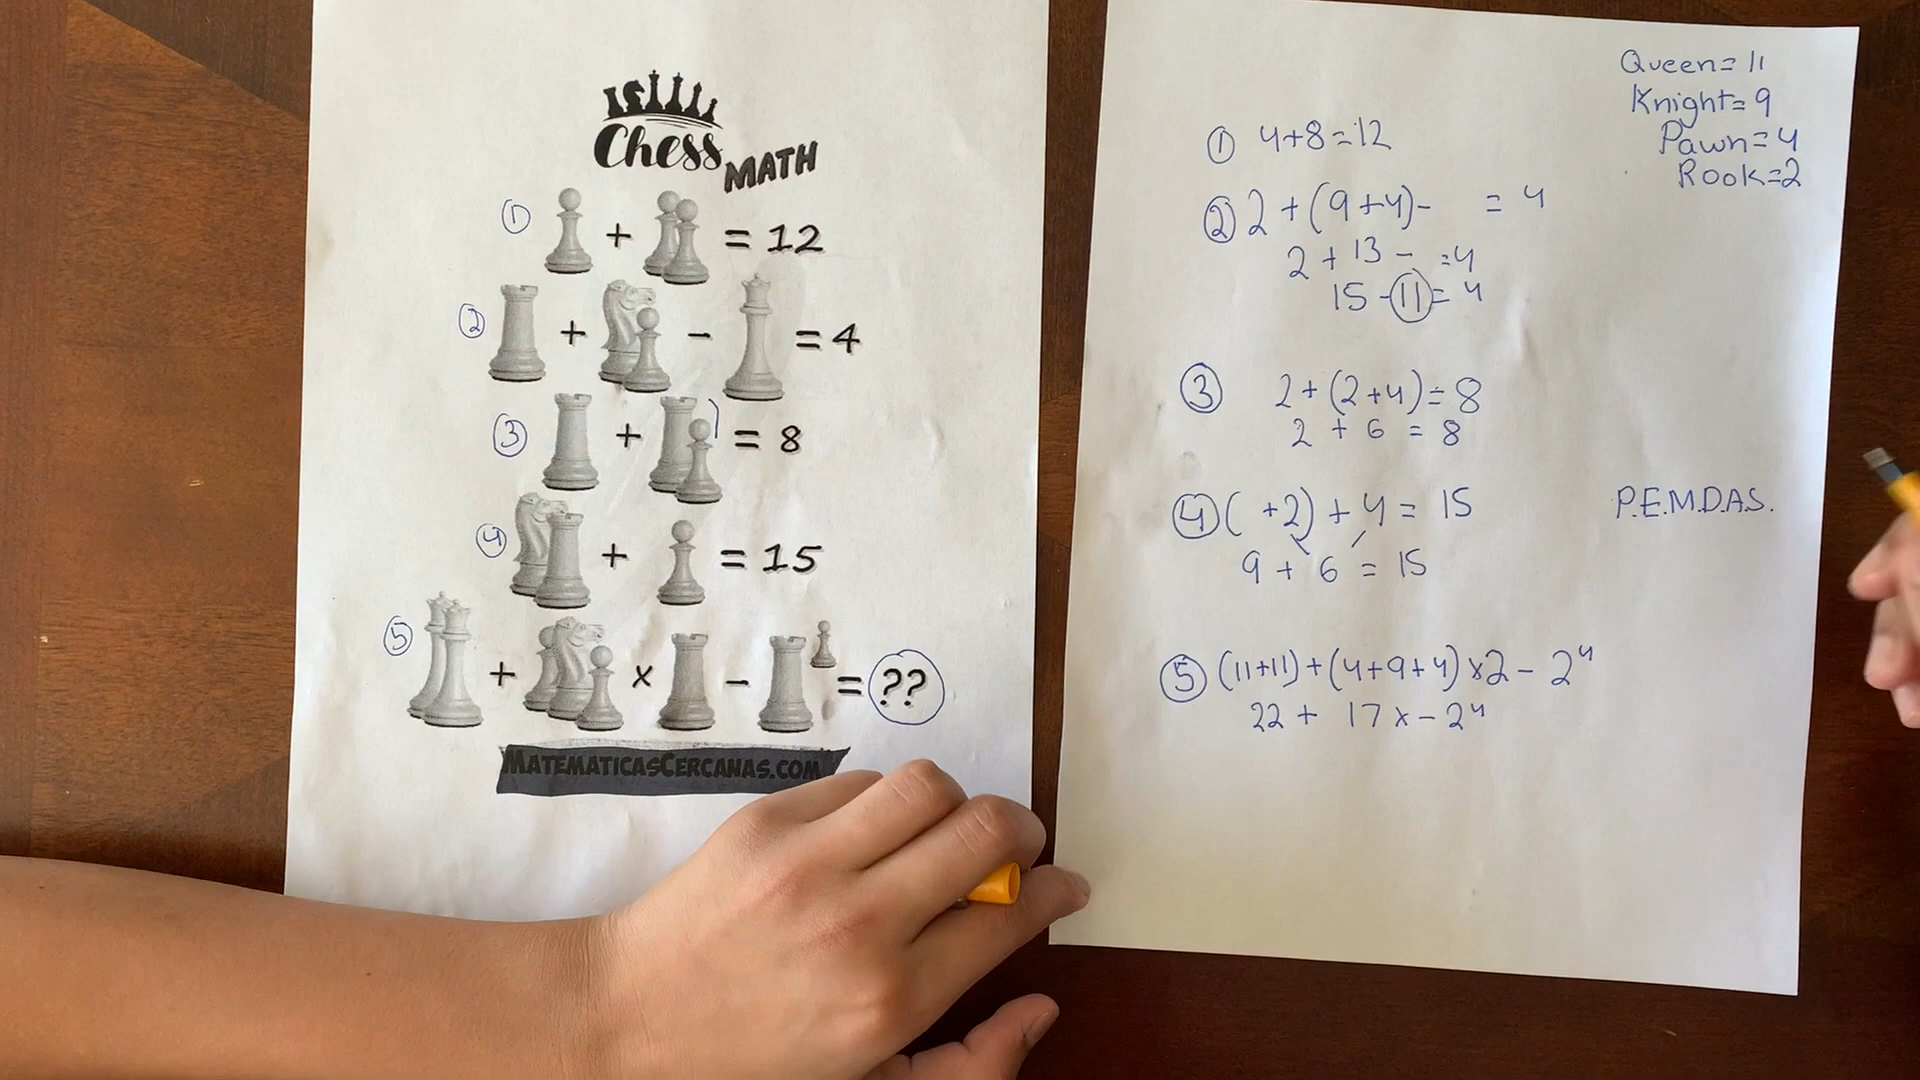 Chess
MATH
① + = 12
② + - = 4
③ + ) = 8
④ + = 15
⑤ + x - = ??
MATEMATICASCERCANAS.COM
Queen= 11
Knight= 9
Pawn= 4
Rook=2
① 4+8=12
② 2 + (9+4)- = 4
2 + 13 - =4
15 -11= 4
③ 2+(2+4)=8
2 + 6 = 8
④ ( +2) + 4 = 15
9 + 6 = 15
P.E.M.D.A.S.
⑤ (11+11)+(4+9+4)x2-2⁴
22 + 17x-2⁴